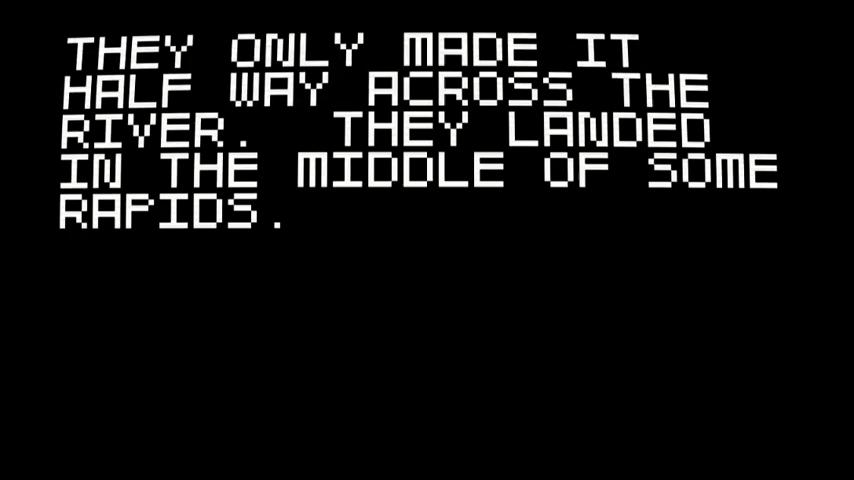 THEY ONLY MADE IT
HALF WAY ACROSS THE
RIVER.  THEY LANDED
IN THE MIDDLE OF SOME
RAPIDS.